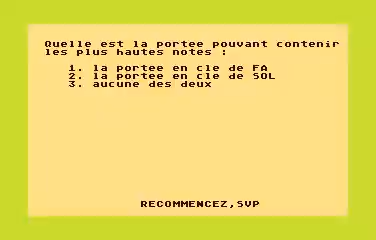 Quelle est la portee pouvant contenir
les plus hautes notes :
1. la portee en cle de FA
2. la portee en cle de SOL
3. aucune des deux
RECOMMENCEZ,SVP